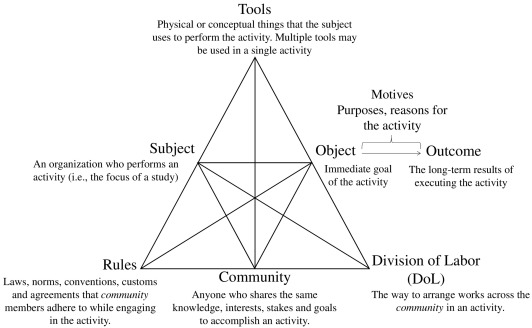 Tools
Physical or conceptual things that the subject
uses to perform the activity. Multiple tools may
be used in a single activity
Motives
Purposes, reasons for
the activity
Subject
An organization who performs an
activity (i.e., the focus of a study)
Object
Immediate goal
of the activity
Outcome
The long-term results of
executing the activity
Rules
Laws, norms, conventions, customs
and agreements that community
members adhere to while engaging
in the activity.
Community
Anyone who shares the same
knowledge, interests, stakes and goals
to accomplish an activity.
Division of Labor
(DoL)
The way to arrange works across the
community in an activity.